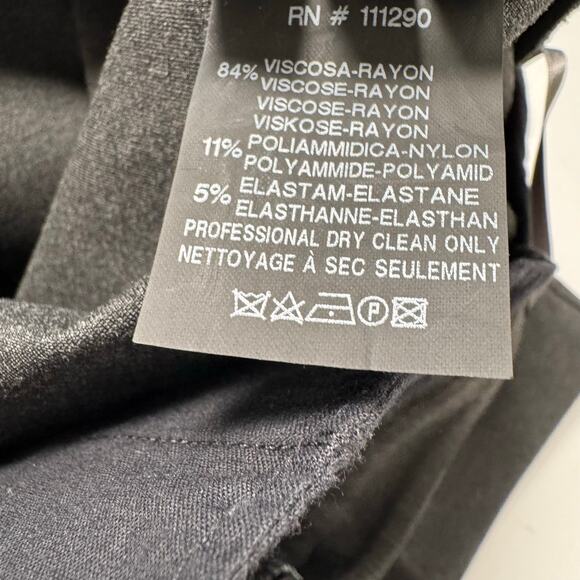 RN # 111290
84% VISCOSA-RAYON
VISCOSE-RAYON
VISCOSE-RAYON
VISKOSE-RAYON
11% POLIAMMIDICA-NYLON
POLYAMMIDE-POLYAMID
5% ELASTAM-ELASTANE
ELASTHANNE-ELASTHAN
PROFESSIONAL DRY CLEAN ONLY
NETTOYAGE À SEC SEULEMENT
P